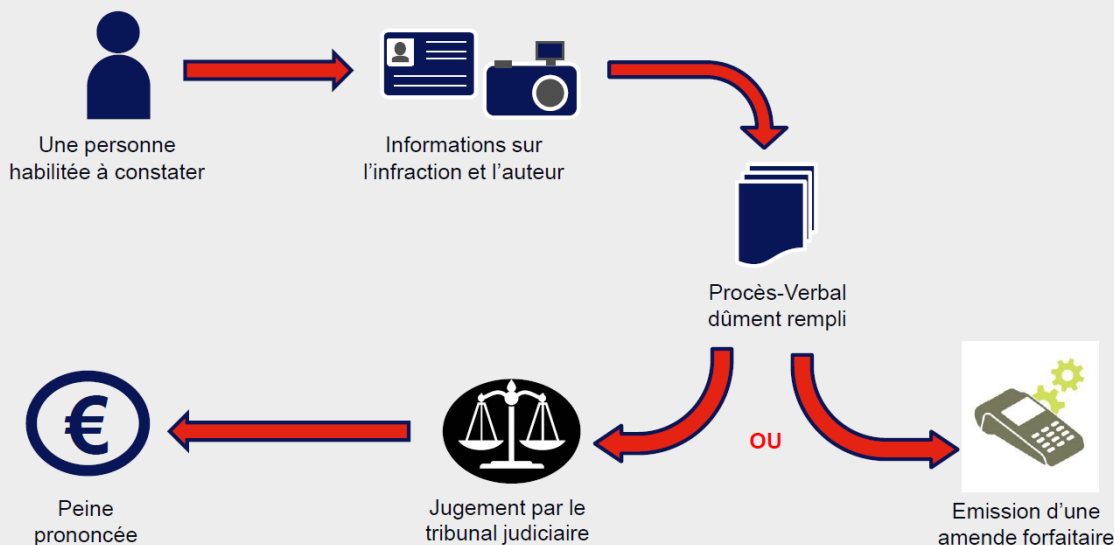 Une personne
habilitée à constater
Informations sur
l'infraction et l'auteur
Procès-Verbal
dûment rempli
OU
€
Peine
prononcée
Jugement par le
tribunal judiciaire
Emission d'une
amende forfaitaire